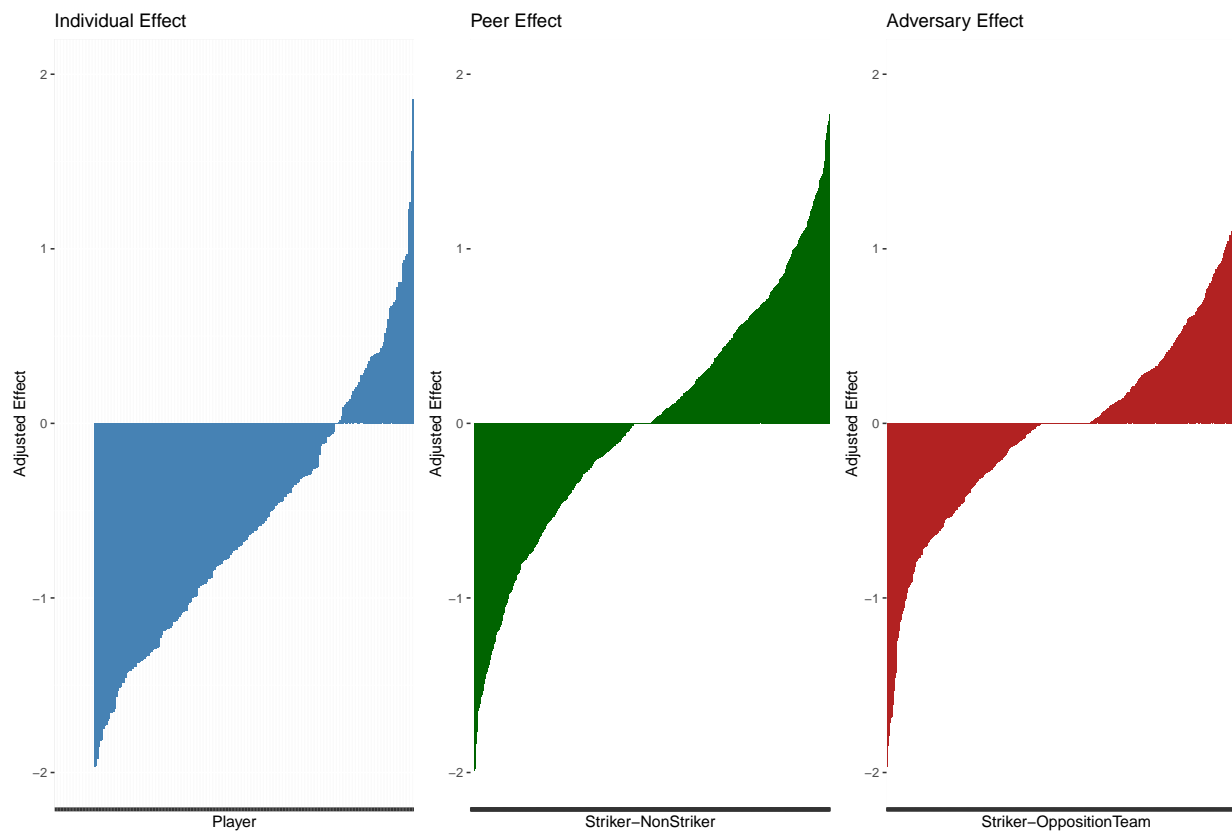 Individual Effect
Peer Effect
Adversary Effect
2
1
0
−1
−2
Adjusted Effect
Player
2
1
0
−1
−2
Adjusted Effect
Striker−NonStriker
2
1
0
−1
−2
Adjusted Effect
Striker−OppositionTeam